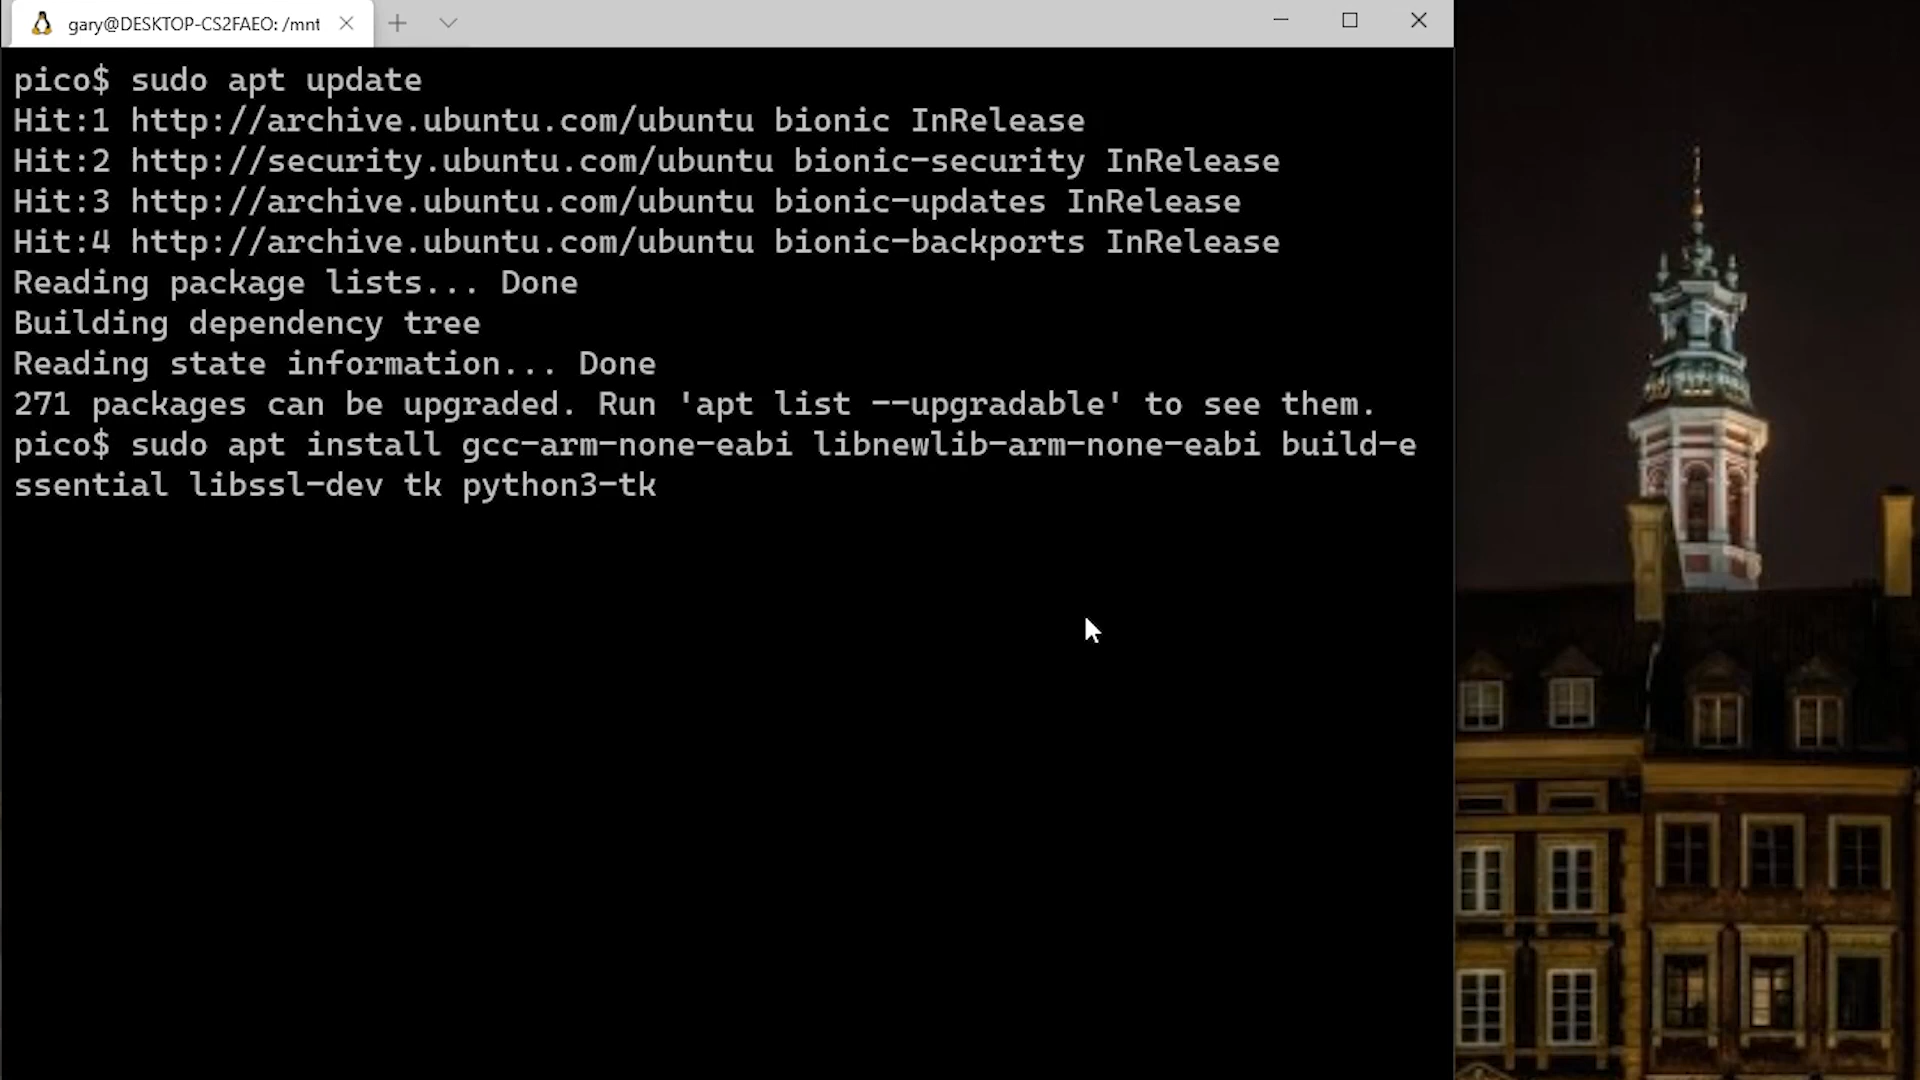 gary@DESKTOP-CS2FAEO: /mnt
pico$ sudo apt update
Hit:1 http://archive.ubuntu.com/ubuntu bionic InRelease
Hit:2 http://security.ubuntu.com/ubuntu bionic-security InRelease
Hit:3 http://archive.ubuntu.com/ubuntu bionic-updates InRelease
Hit:4 http://archive.ubuntu.com/ubuntu bionic-backports InRelease
Reading package lists... Done
Building dependency tree
Reading state information... Done
271 packages can be upgraded. Run 'apt list --upgradable' to see them.
pico$ sudo apt install gcc-arm-none-eabi libnewlib-arm-none-eabi build-e
ssential libssl-dev tk python3-tk